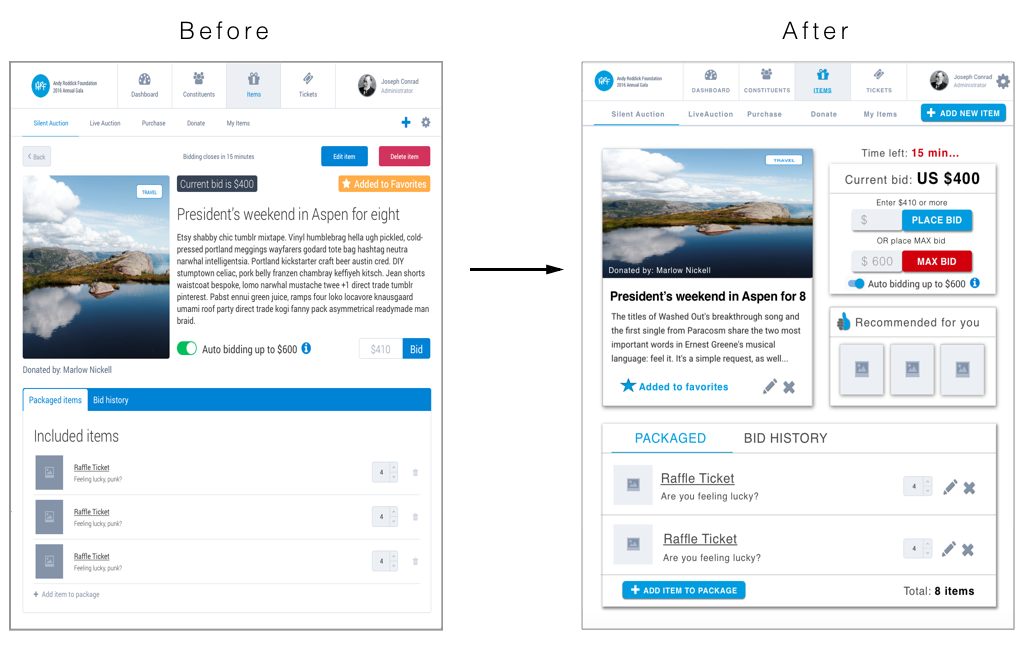 Before
After
Andy Roddick Foundation
2016 Annual Gala
Dashboard
Constituents
Items
Tickets
Joseph Conrad
Administrator
Silent Auction
Live Auction
Purchase
Donate
My Items
Back
Bidding closes in 15 minutes
Edit item
Delete item
TRAVEL
Current bid is $400
Added to Favorites
President's weekend in Aspen for eight
Etsy shabby chic tumblr mixtape. Vinyl humblebrag hella ugh pickled, cold-
pressed portland meggings wayfarers godard tote bag hashtag neutra
narwhal intelligentsia. Portland kickstarter craft beer austin cred. DIY
stumptown celiac, pork belly franzen chambray keffiyeh kitsch. Jean shorts
waistcoat bespoke, lomo narwhal mustache twee +1 direct trade tumblr
pinterest. Pabst ennui green juice, ramps four loko locavore knausgaard
umami roof party direct trade kogi fanny pack asymmetrical readymade man
braid.
Auto bidding up to $600
$410
Bid
Donated by: Marlow Nickell
Packaged items
Bid history
Included items
Raffle Ticket
Feeling lucky, punk?
4
Raffle Ticket
Feeling lucky, punk?
4
Raffle Ticket
Feeling lucky, punk?
4
+ Add item to package
Andy Roddick Foundation
2016 Annual Gala
DASHBOARD
CONSTITUENTS
ITEMS
TICKETS
Joseph Conrad
Administrator
Silent Auction
LiveAuction
Purchase
Donate
My Items
+ ADD NEW ITEM
TRAVEL
Donated by: Marlow Nickell
President's weekend in Aspen for 8
The titles of Washed Out's breakthrough song and
the first single from Paracosm share the two most
important words in Ernest Greene's musical
language: feel it. It's a simple request, as well...
Added to favorites
Time left: 15 min...
Current bid: US $400
Enter $410 or more
$
PLACE BID
OR place MAX bid
$ 600
MAX BID
Auto bidding up to $600
Recommended for you
PACKAGED
BID HISTORY
Raffle Ticket
Are you feeling lucky?
4
Raffle Ticket
Are you feeling lucky?
4
+ ADD ITEM TO PACKAGE
Total: 8 items